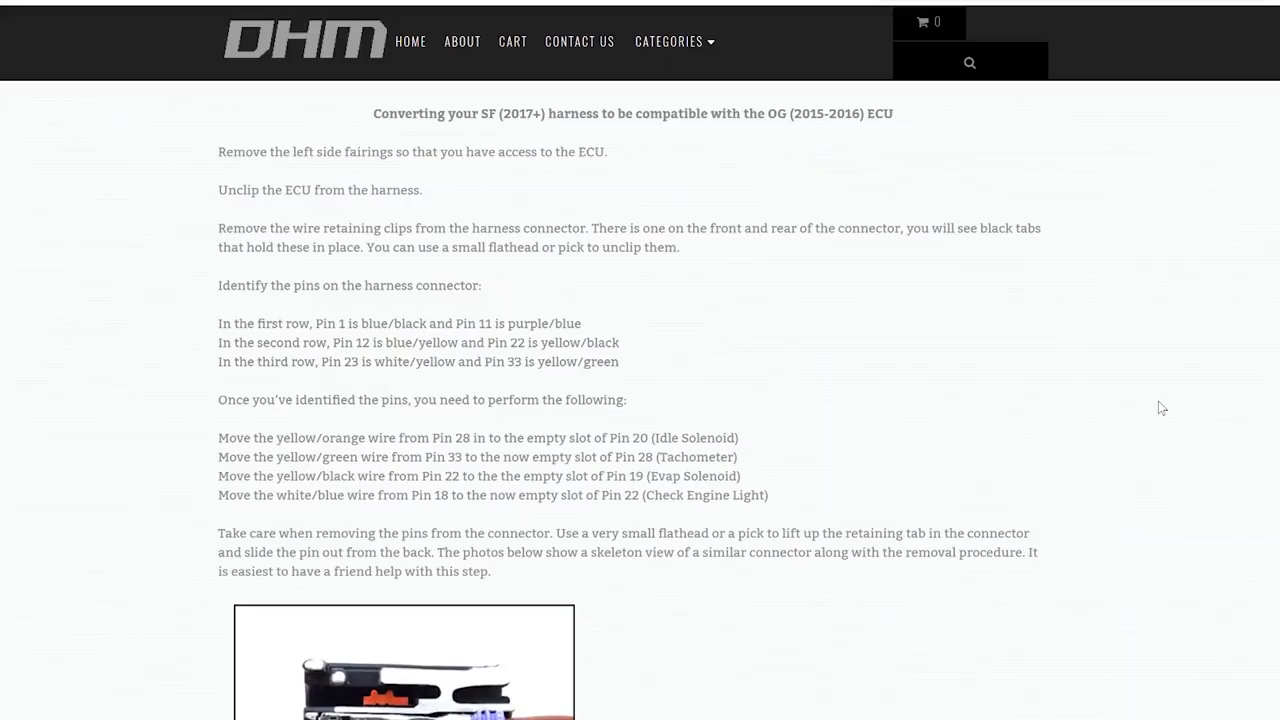 DHM
HOME ABOUT CART CONTACT US CATEGORIES
0
Converting your SF (2017+) harness to be compatible with the OG (2015-2016) ECU
Remove the left side fairings so that you have access to the ECU.
Unclip the ECU from the harness.
Remove the wire retaining clips from the harness connector. There is one on the front and rear of the connector, you will see black tabs
that hold these in place. You can use a small flathead or pick to unclip them.
Identify the pins on the harness connector:
In the first row, Pin 1 is blue/black and Pin 11 is purple/blue
In the second row, Pin 12 is blue/yellow and Pin 22 is yellow/black
In the third row, Pin 23 is white/yellow and Pin 33 is yellow/green
Once you've identified the pins, you need to perform the following:
Move the yellow/orange wire from Pin 28 in to the empty slot of Pin 20 (Idle Solenoid)
Move the yellow/green wire from Pin 33 to the now empty slot of Pin 28 (Tachometer)
Move the yellow/black wire from Pin 22 to the the empty slot of Pin 19 (Evap Solenoid)
Move the white/blue wire from Pin 18 to the now empty slot of Pin 22 (Check Engine Light)
Take care when removing the pins from the connector. Use a very small flathead or a pick to lift up the retaining tab in the connector
and slide the pin out from the back. The photos below show a skeleton view of a similar connector along with the removal procedure. It
is easiest to have a friend help with this step.